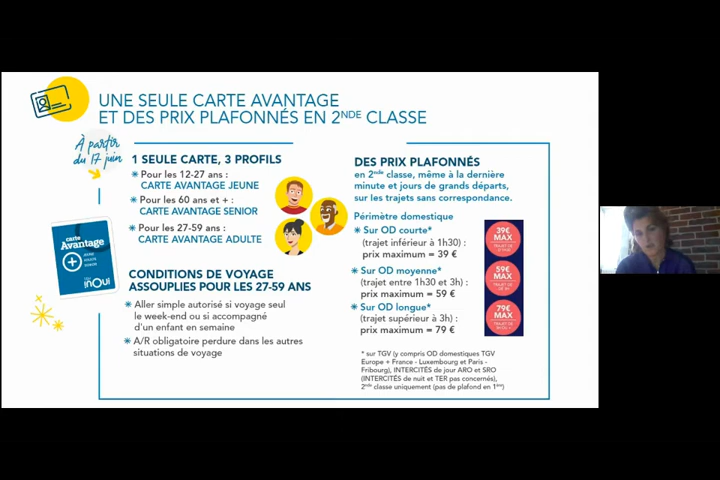 UNE SEULE CARTE AVANTAGE
ET DES PRIX PLAFONNÉS EN 2NDE CLASSE
À partir
du 17 juin
1 SEULE CARTE, 3 PROFILS
Pour les 12-27 ans :
CARTE AVANTAGE JEUNE
Pour les 60 ans et + :
CARTE AVANTAGE SENIOR
Pour les 27-59 ans :
CARTE AVANTAGE ADULTE
carte
Avantage
inOui
CONDITIONS DE VOYAGE
ASSOUPLIES POUR LES 27-59 ANS
Aller simple autorisé si voyage seul
le week-end ou si accompagné
d'un enfant en semaine
A/R obligatoire perdure dans les autres
situations de voyage
DES PRIX PLAFONNÉS
en 2nde classe, même à la dernière
minute et jours de grands départs,
sur les trajets sans correspondance.
Périmètre domestique
Sur OD courte*
(trajet inférieur à 1h30) :
prix maximum = 39 €
Sur OD moyenne*
(trajet entre 1h30 et 3h) :
prix maximum = 59 €
Sur OD longue*
(trajet supérieur à 3h) :
prix maximum = 79 €
39€
MAX
59€
MAX
79€
MAX
* sur TGV (y compris OD domestiques TGV
Europe + France - Luxembourg et Paris -
Fribourg), INTERCITÉS de jour ARO et SRO
(INTERCITÉS de nuit et TER pas concernés),
2nde classe uniquement (pas de plafond en 1ère)